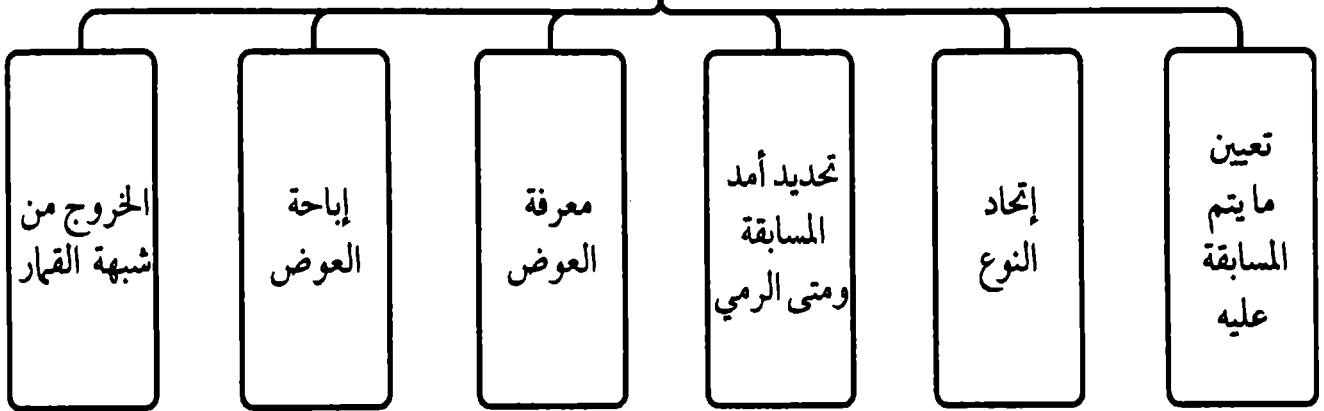 تعيين
ما يتم
المسابقة
عليه
إتحاد
النوع
تحديد أمد
المسابقة
ومتى الرمي
معرفة
العوض
إباحة
العوض
الخروج من
شبهة القمار